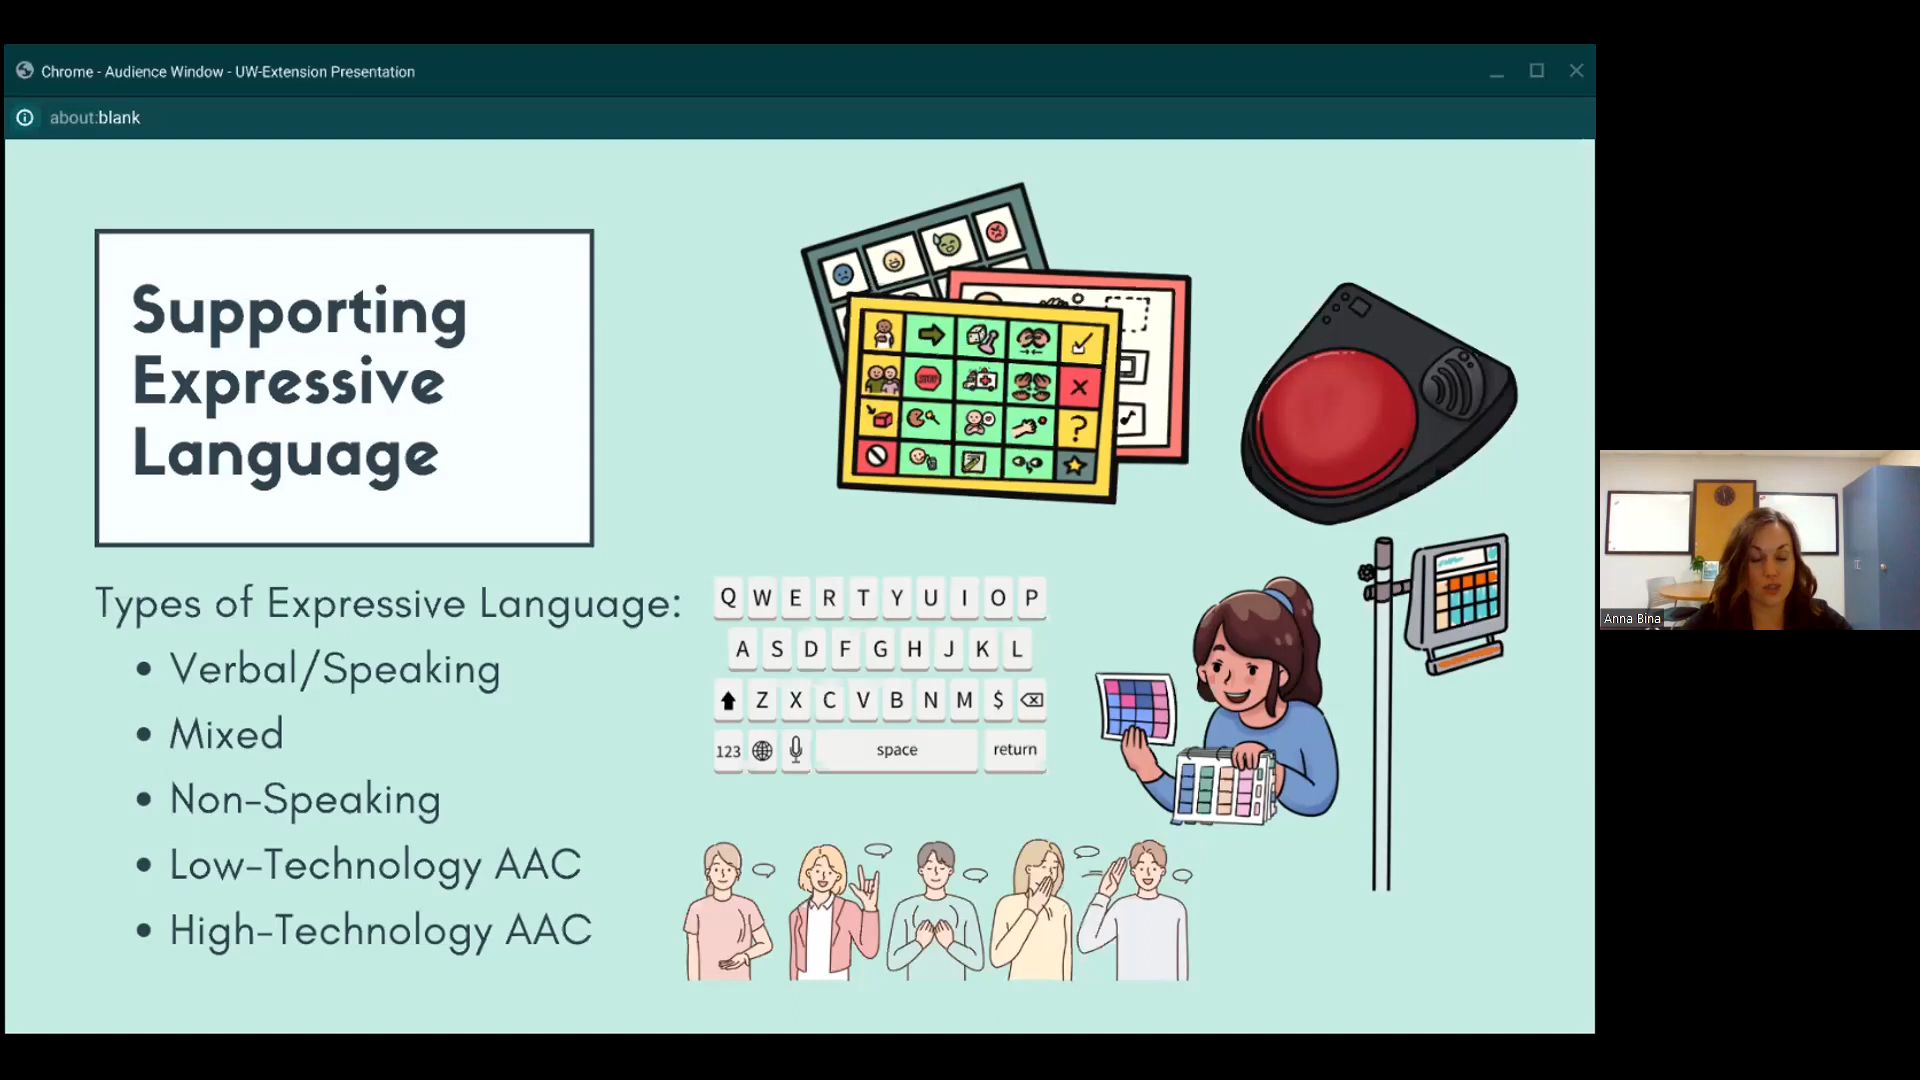 Chrome - Audience Window - UW-Extension Presentation
about:blank
Supporting
Expressive
Language
Types of Expressive Language:
• Verbal/Speaking
• Mixed
• Non-Speaking
• Low-Technology AAC
• High-Technology AAC
STOP
?
Q W E R T Y U I O P
A S D F G H J K L
Z X C V B N M $
123 space return
Anna Bina